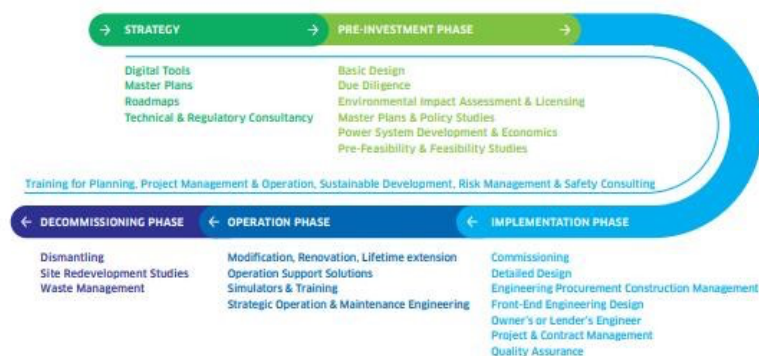 STRATEGY
PRE-INVESTMENT PHASE
Digital Tools
Master Plans
Roadmaps
Technical & Regulatory Consultancy
Basic Design
Due Diligence
Environmental Impact Assessment & Licensing
Master Plans & Policy Studies
Power System Development & Economics
Pre-Feasibility & Feasibility Studies
Training for Planning, Project Management & Operation, Sustainable Development, Risk Management & Safety Consulting
DECOMMISSIONING PHASE
OPERATION PHASE
IMPLEMENTATION PHASE
Dismantling
Site Redevelopment Studies
Waste Management
Modification, Renovation, Lifetime extension
Operation Support Solutions
Simulators & Training
Strategic Operation & Maintenance Engineering
Commissioning
Detailed Design
Engineering Procurement Construction Management
Front-End Engineering Design
Owner's or Lender's Engineer
Project & Contract Management
Quality Assurance